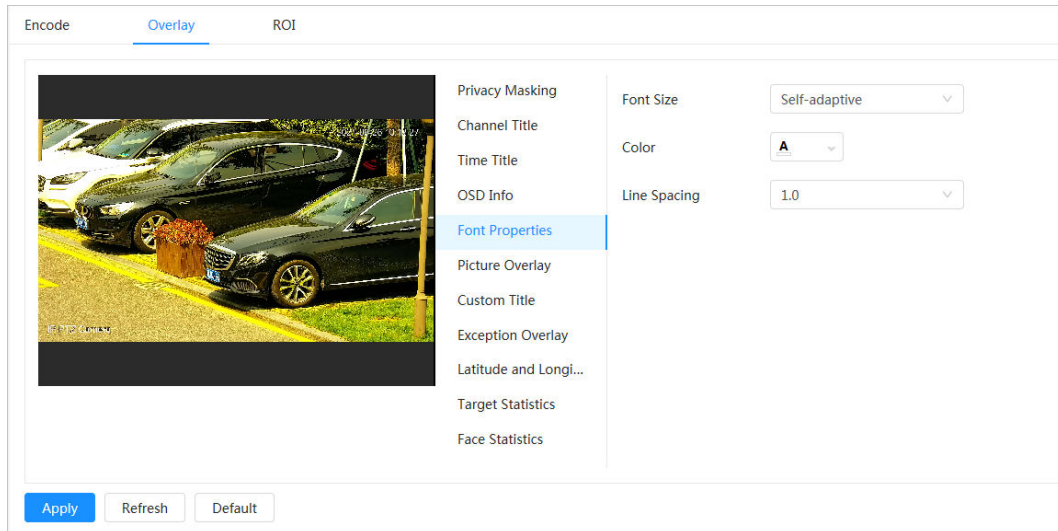 Encode
Overlay
ROI
Privacy Masking
Channel Title
Time Title
OSD Info
Font Properties
Picture Overlay
Custom Title
Exception Overlay
Latitude and Longi...
Target Statistics
Face Statistics
Font Size
Self-adaptive
Color
A
Line Spacing
1.0
Apply
Refresh
Default